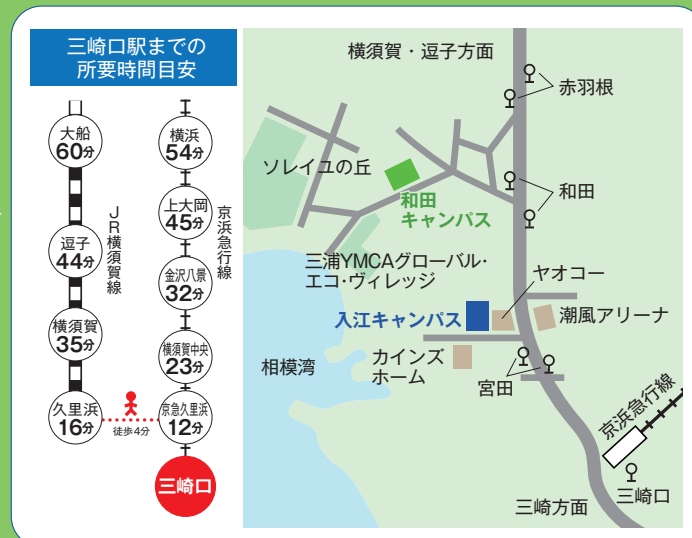 三崎口駅までの
所要時間目安
大船
60分
逗子
44分
横須賀
35分
久里浜
16分
JR横須賀線
徒歩4分
横浜
54分
上大岡
45分
金沢八景
32分
横須賀中央
23分
京急久里浜
12分
三崎口
京浜急行線
横須賀・逗子方面
赤羽根
ソレイユの丘
和田
キャンパス
和田
三浦YMCAグローバル・
エコ・ヴィレッジ
ヤオコー
入江キャンパス
潮風アリーナ
相模湾
カインズ
ホーム
宮田
京浜急行線
三崎口
三崎方面